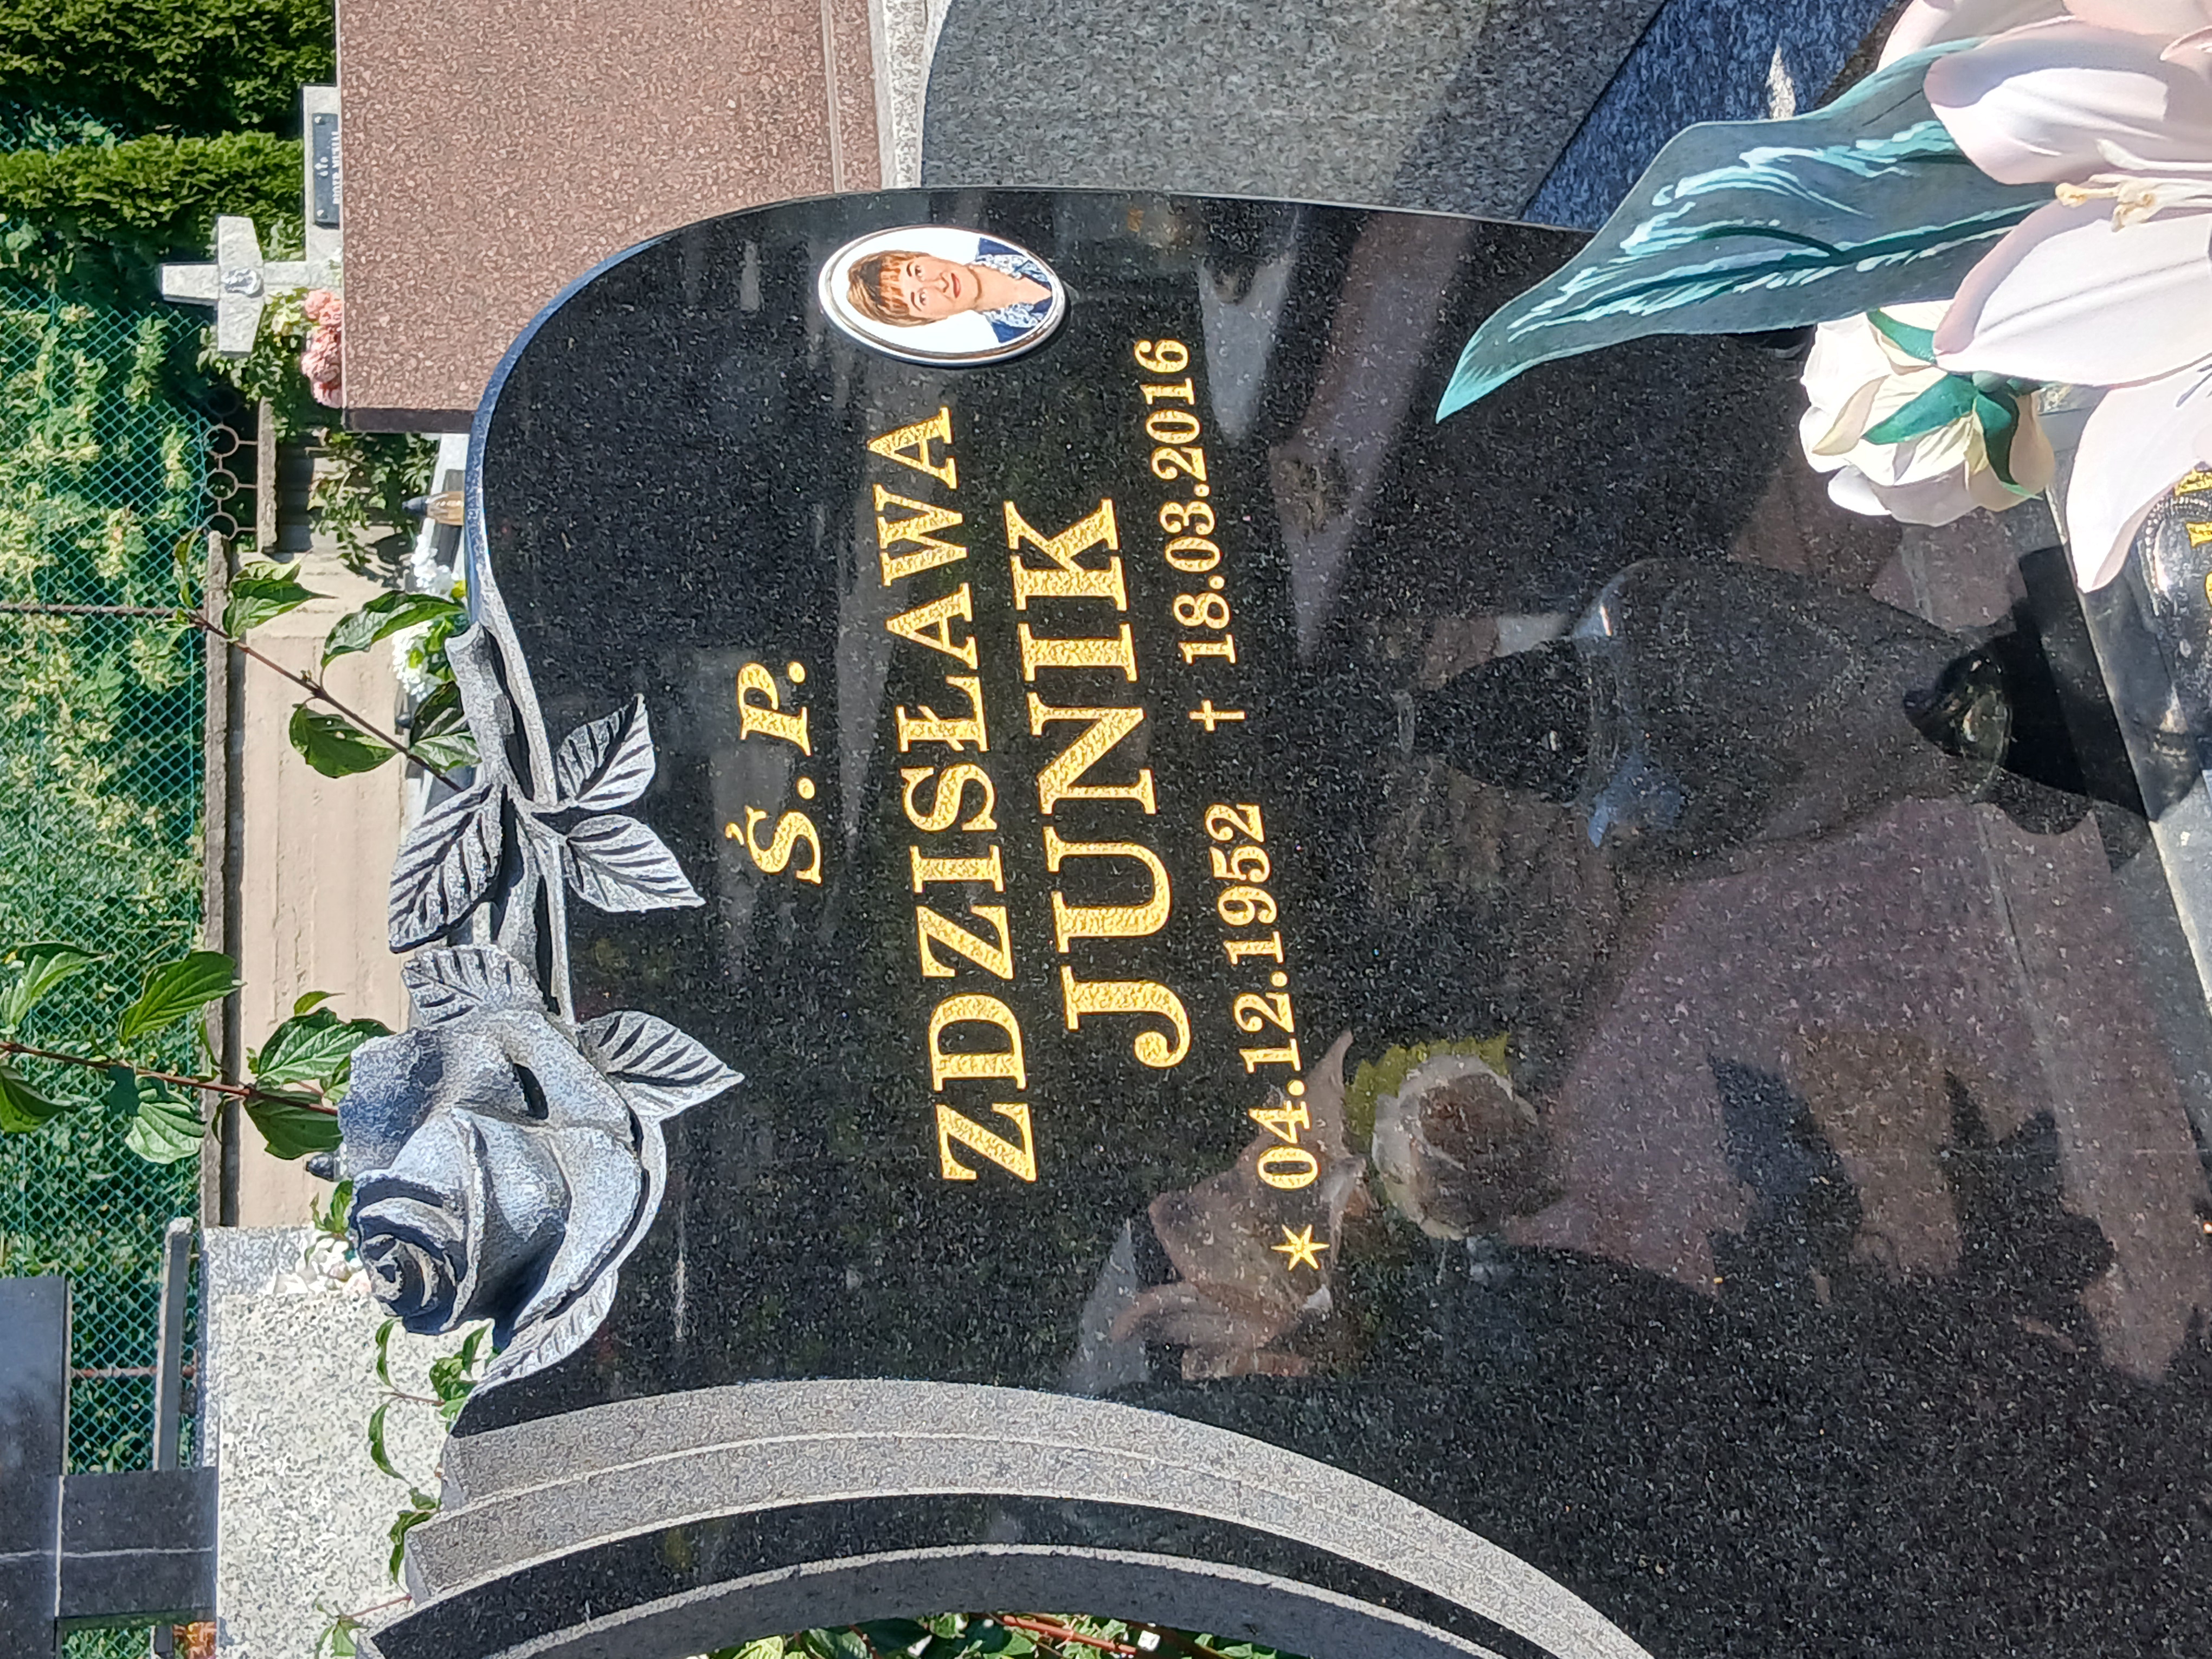 Ś. P.
ZDZISŁAWA
JUNIK
* 04.12.1952 † 18.03.2016